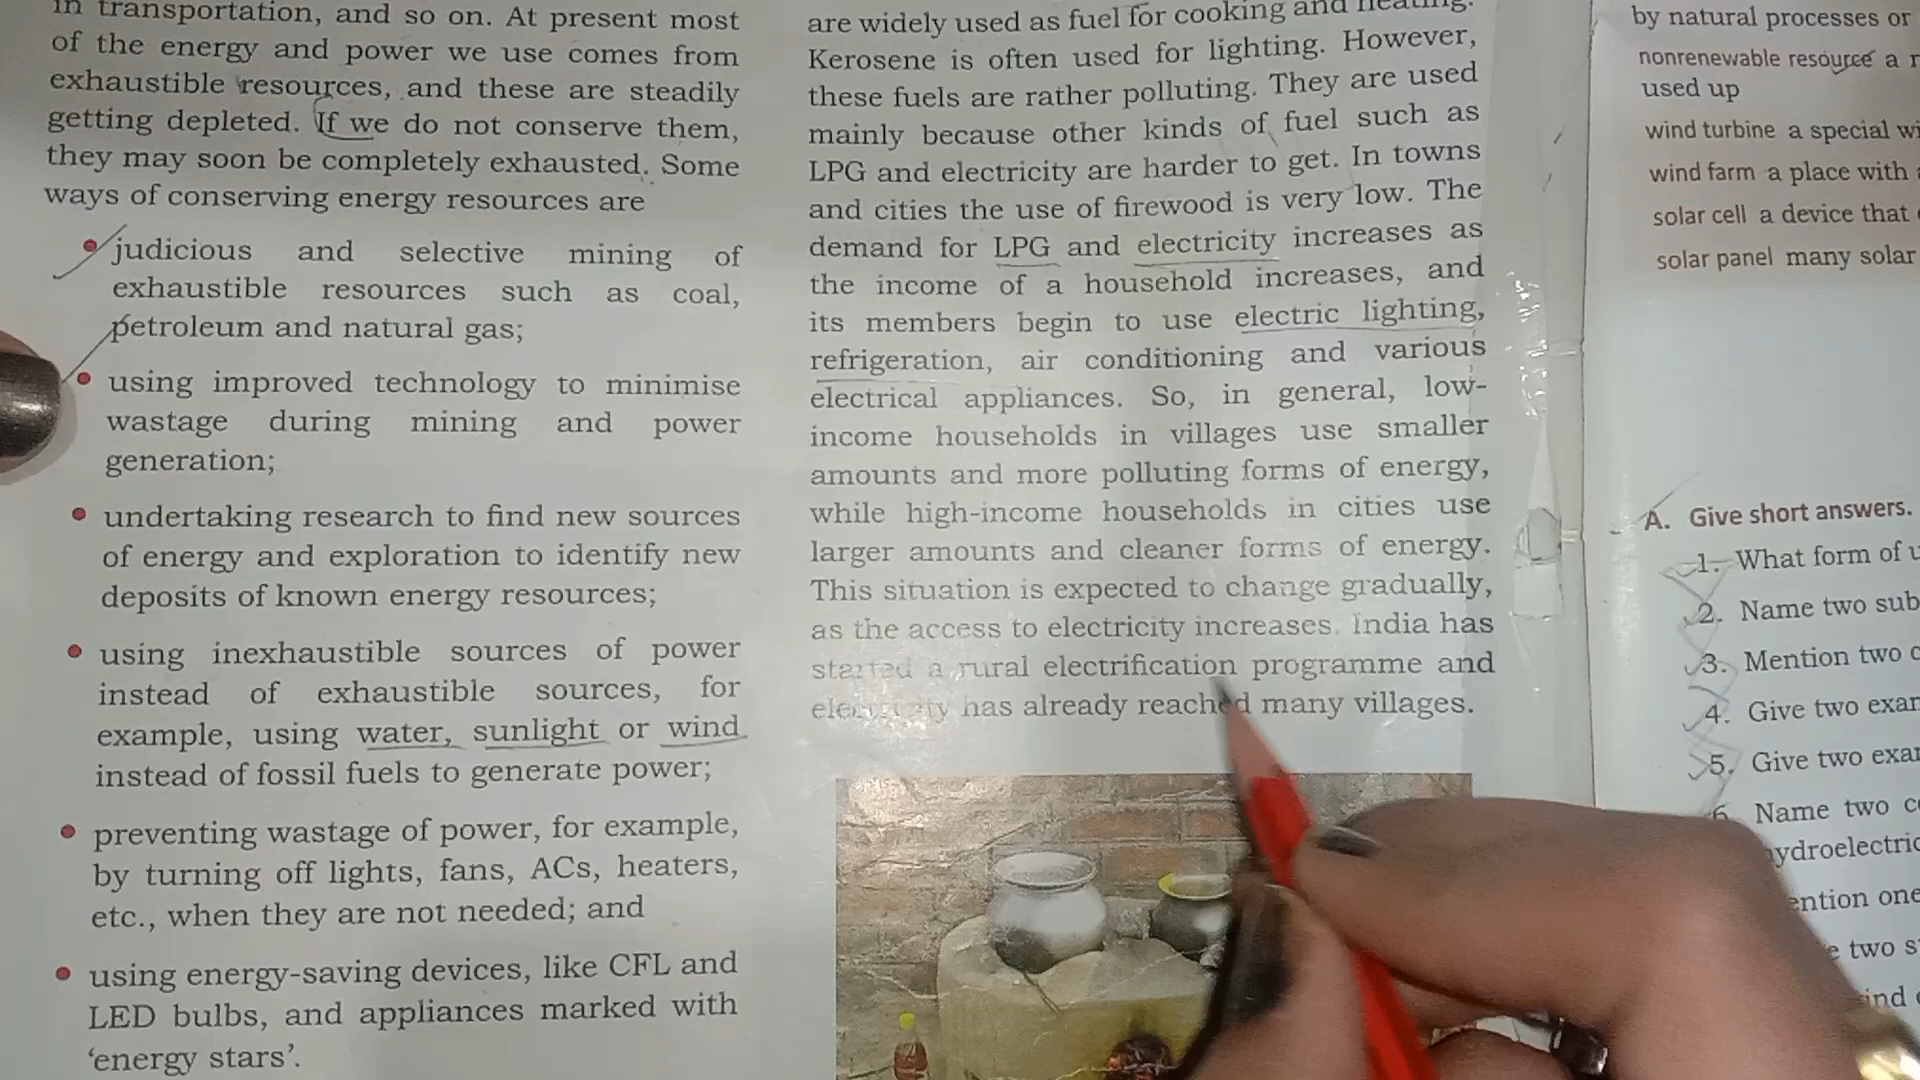 in transportation, and so on. At present most
of the energy and power we use comes from
exhaustible resources, and these are steadily
getting depleted. If we do not conserve them,
they may soon be completely exhausted. Some
ways of conserving energy resources are
• judicious and selective mining of
exhaustible resources such as coal,
petroleum and natural gas;
• using improved technology to minimise
wastage during mining and power
generation;
• undertaking research to find new sources
of energy and exploration to identify new
deposits of known energy resources;
• using inexhaustible sources of power
instead of exhaustible sources, for
example, using water, sunlight or wind
instead of fossil fuels to generate power;
• preventing wastage of power, for example,
by turning off lights, fans, ACs, heaters,
etc., when they are not needed; and
• using energy-saving devices, like CFL and
LED bulbs, and appliances marked with
‘energy stars’.
are widely used as fuel for cooking and heating.
Kerosene is often used for lighting. However,
these fuels are rather polluting. They are used
mainly because other kinds of fuel such as
LPG and electricity are harder to get. In towns
and cities the use of firewood is very low. The
demand for LPG and electricity increases as
the income of a household increases, and
its members begin to use electric lighting,
refrigeration, air conditioning and various
electrical appliances. So, in general, low-
income households in villages use smaller
amounts and more polluting forms of energy,
while high-income households in cities use
larger amounts and cleaner forms of energy.
This situation is expected to change gradually,
as the access to electricity increases. India has
started a rural electrification programme and
electricity has already reached many villages.
by natural processes or
nonrenewable resource a
used up
wind turbine a special
wind farm a place with
solar cell a device that
solar panel many solar
A. Give short answers.
1. What form of
2. Name two
3. Mention two
4. Give two
5. Give two
6. Name two
one
two